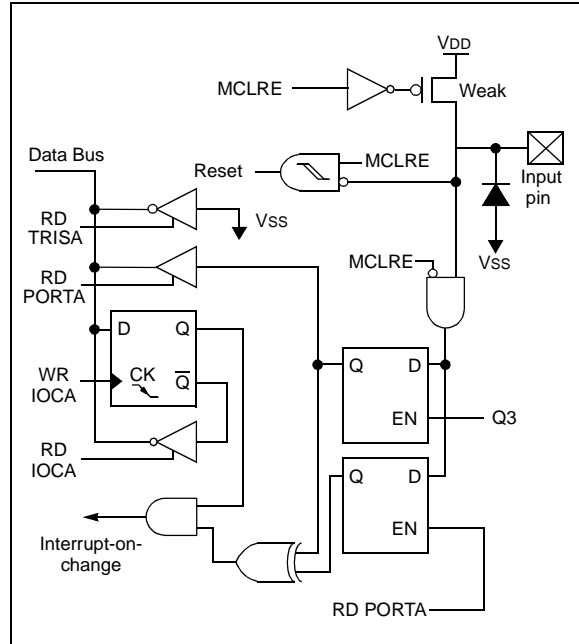 VDD
MCLRE
Weak
Data Bus
Reset
MCLRE
Input
pin
RD
TRISA
VSS
VSS
RD
PORTA
MCLRE
D
Q
Q
D
WR
IOCA
CK
Q
EN
Q3
RD
IOCA
Q
D
EN
Interrupt-on-
change
RD PORTA